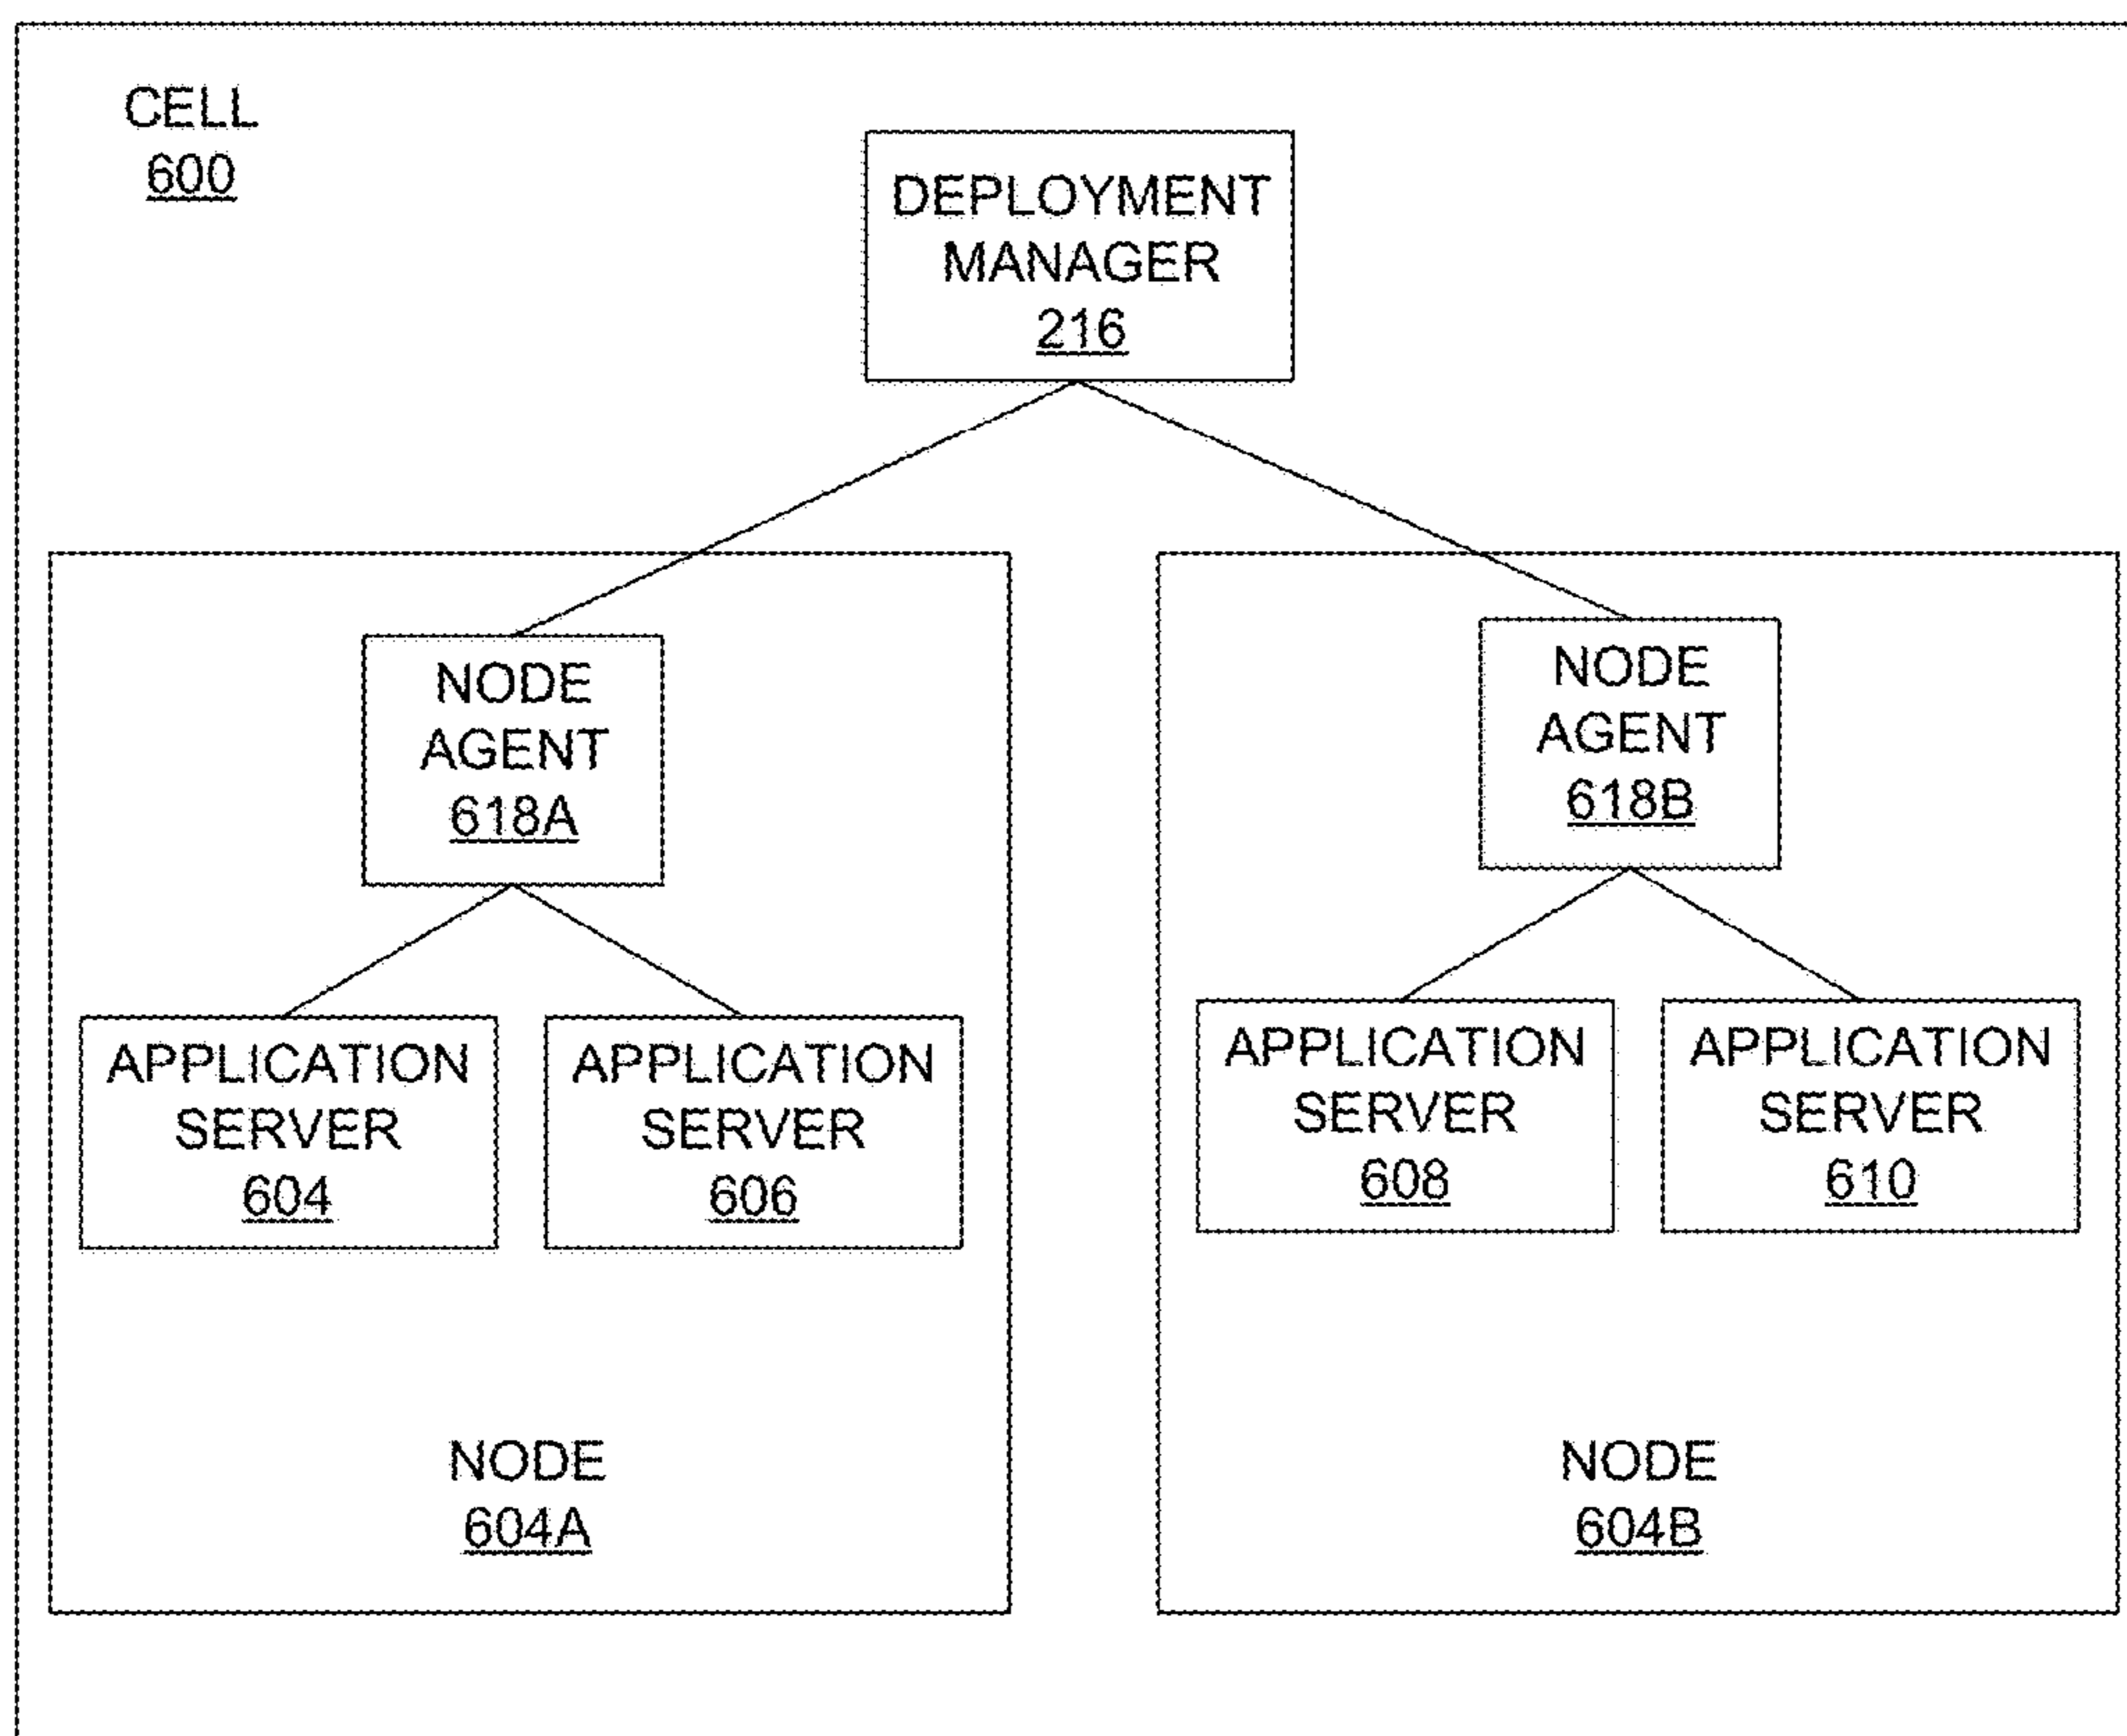 CELL
600
DEPLOYMENT
MANAGER
216
NODE
AGENT
618A
NODE
AGENT
618B
APPLICATION
SERVER
604
APPLICATION
SERVER
606
APPLICATION
SERVER
608
APPLICATION
SERVER
610
NODE
604A
NODE
604B